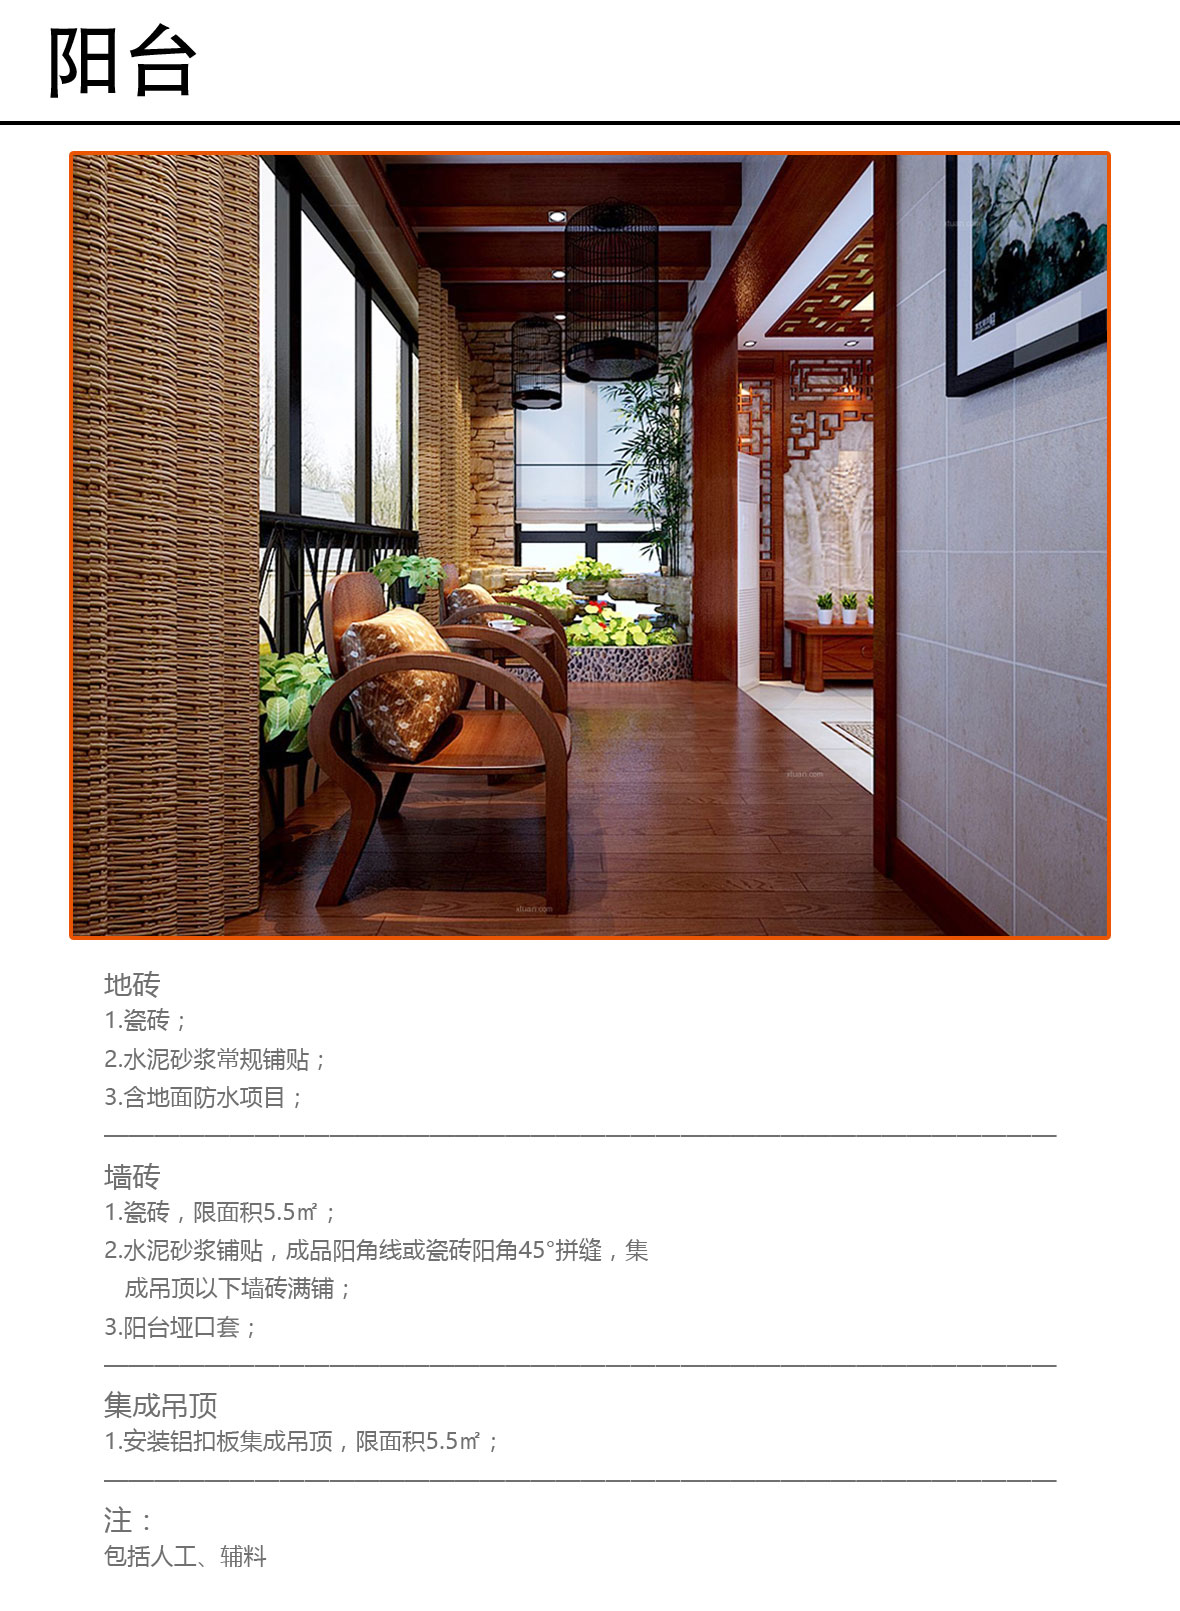 阳台
xtuan.com
xtuan.com
地砖
1.瓷砖；
2.水泥砂浆常规铺贴；
3.含地面防水项目；
墙砖
1.瓷砖，限面积5.5㎡；
2.水泥砂浆铺贴，成品阳角线或瓷砖阳角45°拼缝，集
成吊顶以下墙砖满铺；
3.阳台垭口套；
集成吊顶
1.安装铝扣板集成吊顶，限面积5.5㎡；
注：
包括人工、辅料